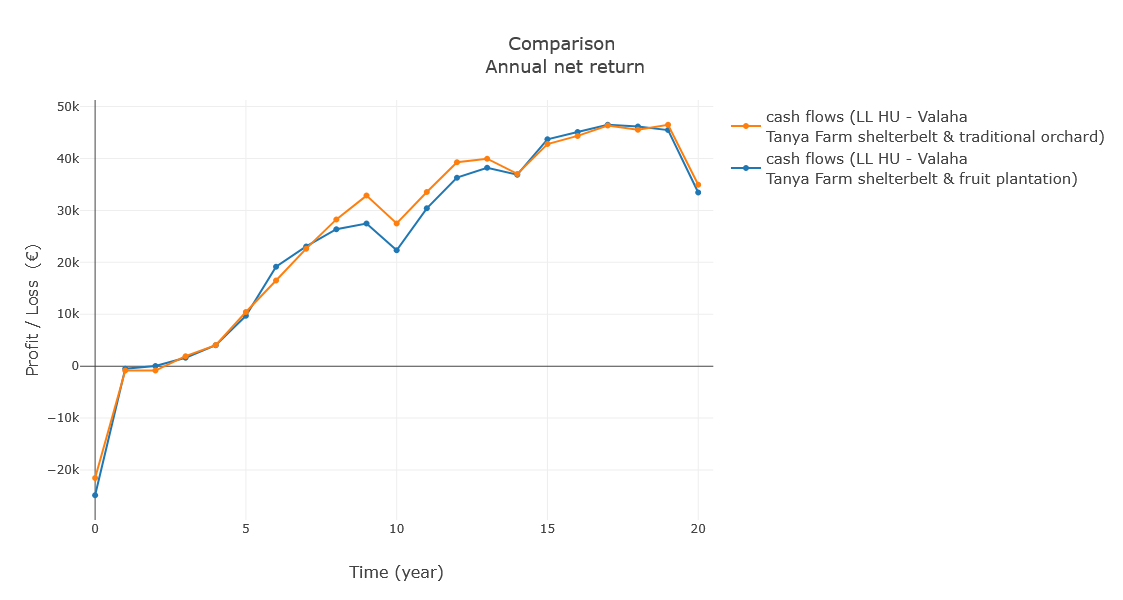 Comparison
Annual net return
50k
40k
30k
20k
10k
0
−10k
−20k
Profit / Loss (€)
0
5
10
15
20
Time (year)
cash flows (LL HU - Valaha
Tanya Farm shelterbelt & traditional orchard)
cash flows (LL HU - Valaha
Tanya Farm shelterbelt & fruit plantation)